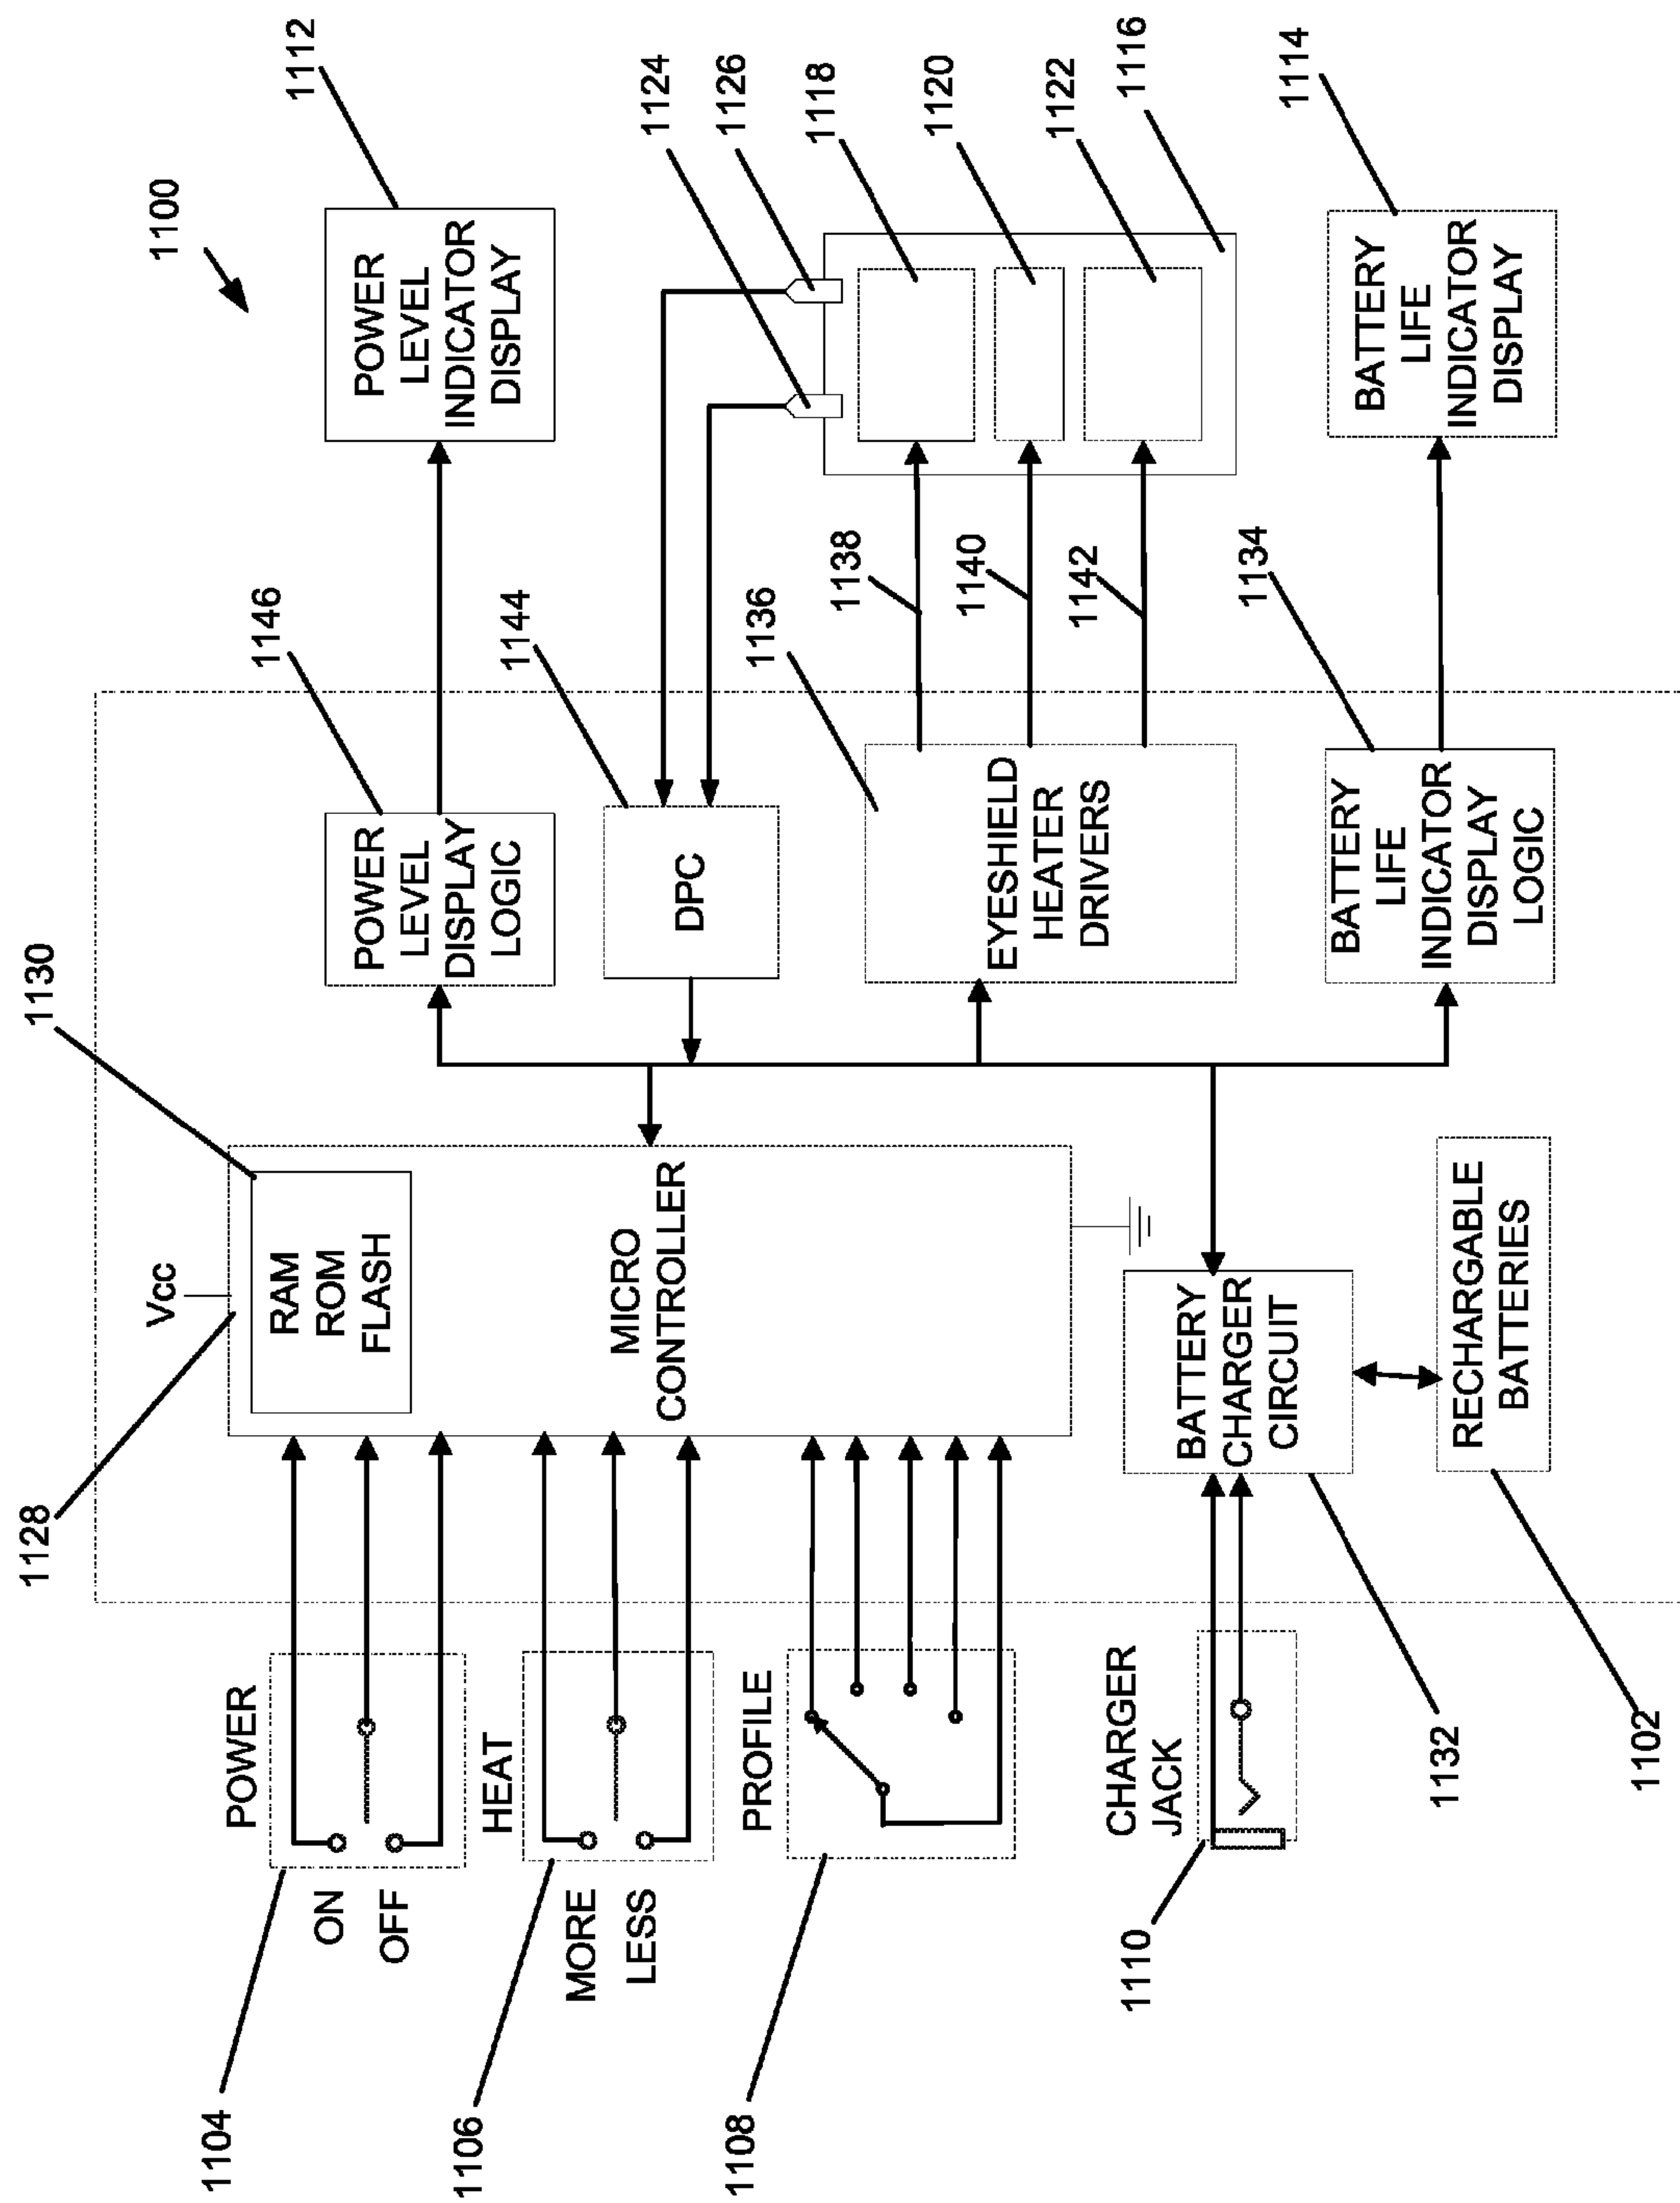 1100
1104
POWER
ON
OFF
1106
HEAT
MORE
LESS
1108
PROFILE
1110
CHARGER
JACK
1128
Vcc
1130
RAM
ROM
FLASH
MICRO
CONTROLLER
BATTERY
CHARGER
CIRCUIT
1132
RECHARGABLE
BATTERIES
1102
1146
POWER
LEVEL
DISPLAY
LOGIC
1144
DPC
1136
EYESHIELD
HEATER
DRIVERS
1138
1140
1142
1134
BATTERY
LIFE
INDICATOR
DISPLAY
LOGIC
1112
POWER
LEVEL
INDICATOR
DISPLAY
1124
1126
1118
1120
1122
1116
1114
BATTERY
LIFE
INDICATOR
DISPLAY